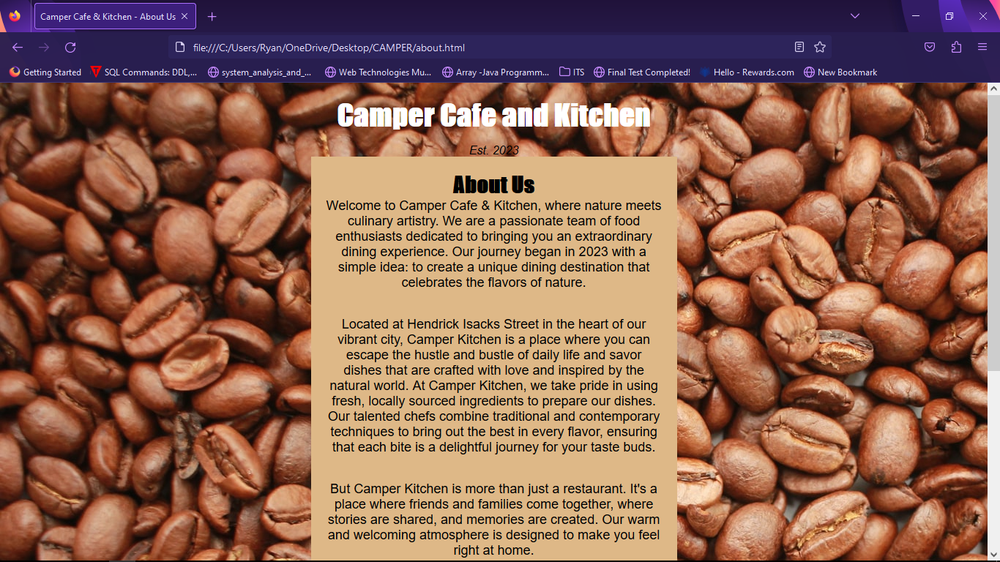 Camper Cafe & Kitchen - About Us
file:///C:/Users/Ryan/OneDrive/Desktop/CAMPER/about.html
Getting Started SQL Commands: DDL,... system_analysis_and_... Web Technologies Mu... Array -Java Programm... ITS Final Test Completed! Hello - Rewards.com New Bookmark
Camper Cafe and Kitchen
Est. 2023
About Us
Welcome to Camper Cafe & Kitchen, where nature meets
culinary artistry. We are a passionate team of food
enthusiasts dedicated to bringing you an extraordinary
dining experience. Our journey began in 2023 with a
simple idea: to create a unique dining destination that
celebrates the flavors of nature.
Located at Hendrick Isacks Street in the heart of our
vibrant city, Camper Kitchen is a place where you can
escape the hustle and bustle of daily life and savor
dishes that are crafted with love and inspired by the
natural world. At Camper Kitchen, we take pride in using
fresh, locally sourced ingredients to prepare our dishes.
Our talented chefs combine traditional and contemporary
techniques to bring out the best in every flavor, ensuring
that each bite is a delightful journey for your taste buds.
But Camper Kitchen is more than just a restaurant. It's a
place where friends and families come together, where
stories are shared, and memories are created. Our warm
and welcoming atmosphere is designed to make you feel
right at home.